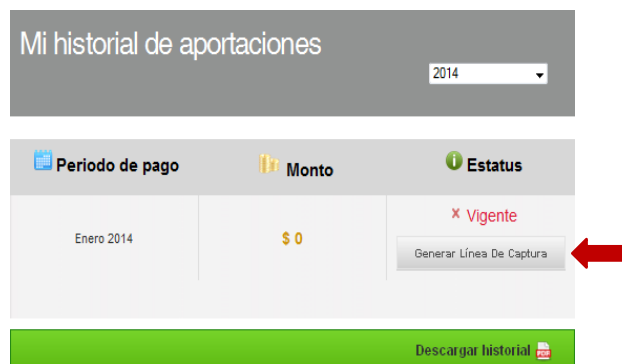 Mi historial de aportaciones
2014
Periodo de pago Monto Estatus
Enero 2014 $ 0 Vigente
Generar Línea De Captura
Descargar historial